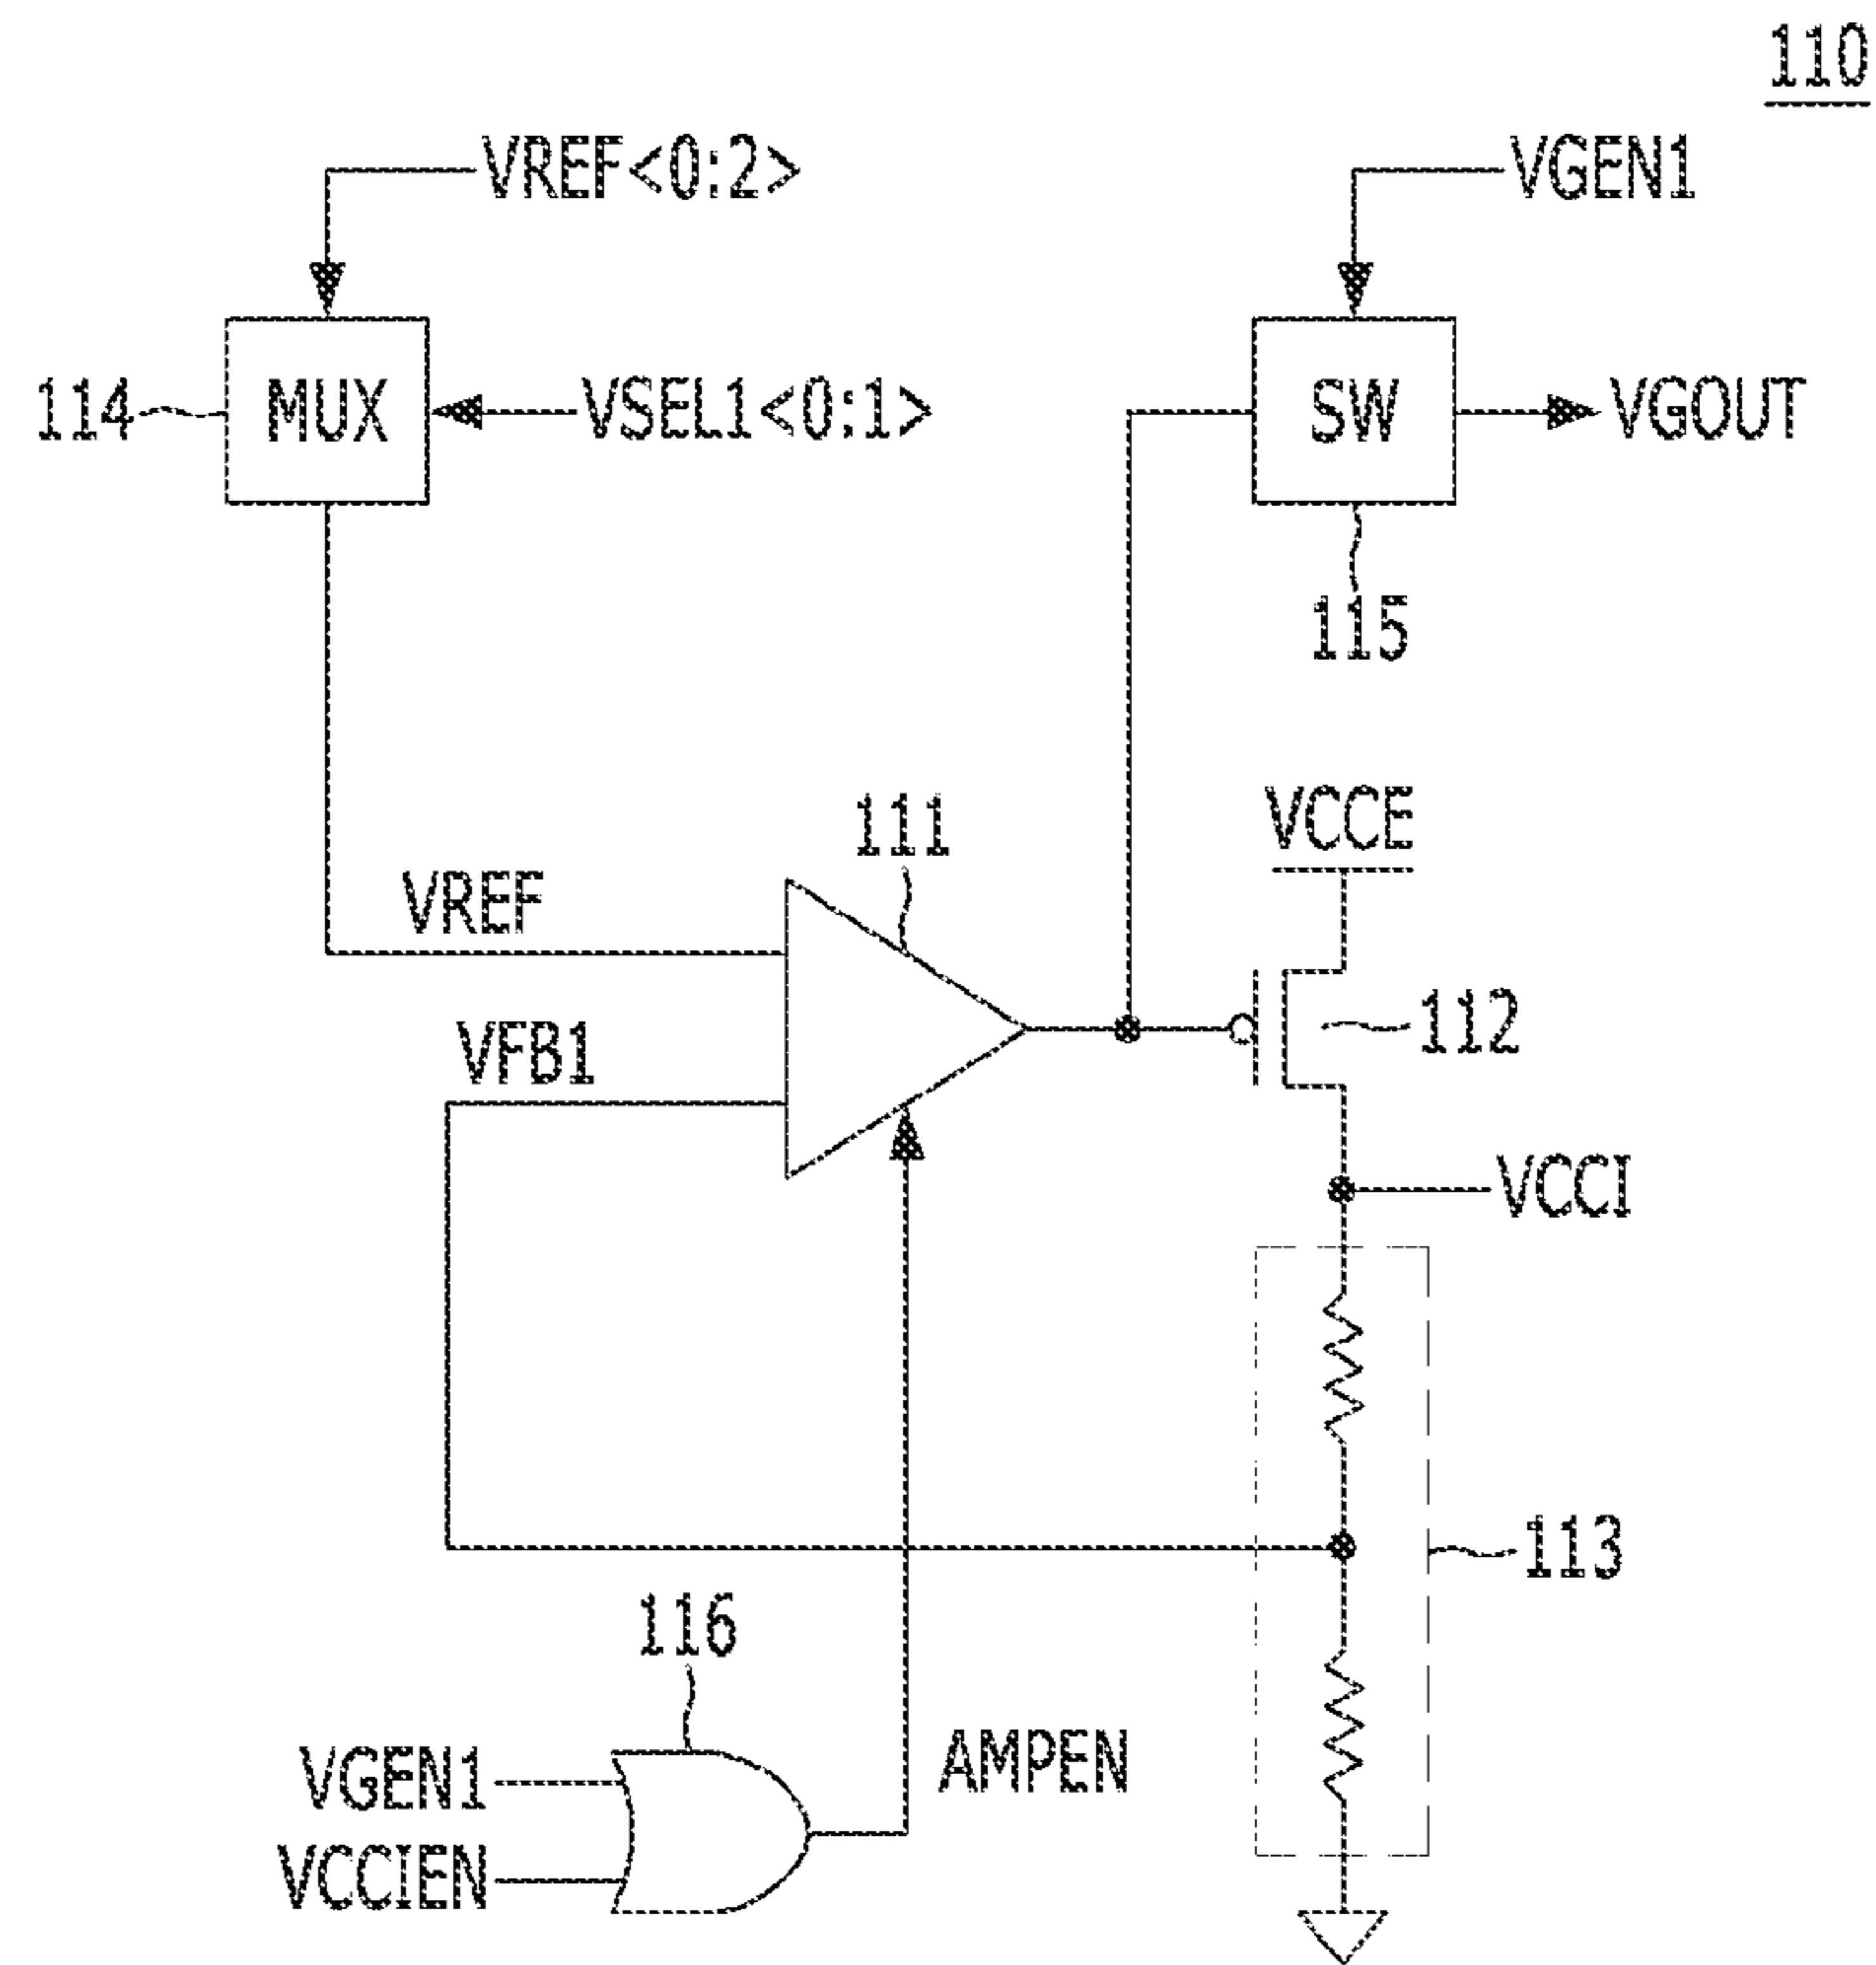 110
VREF<0:2>
VGEN1
114
MUX
VSEL1<0:1>
SW
VGOUT
115
111
VCCE
VREF
VFB1
112
VCCI
113
116
AMPEN
VGEN1
VCCIEN